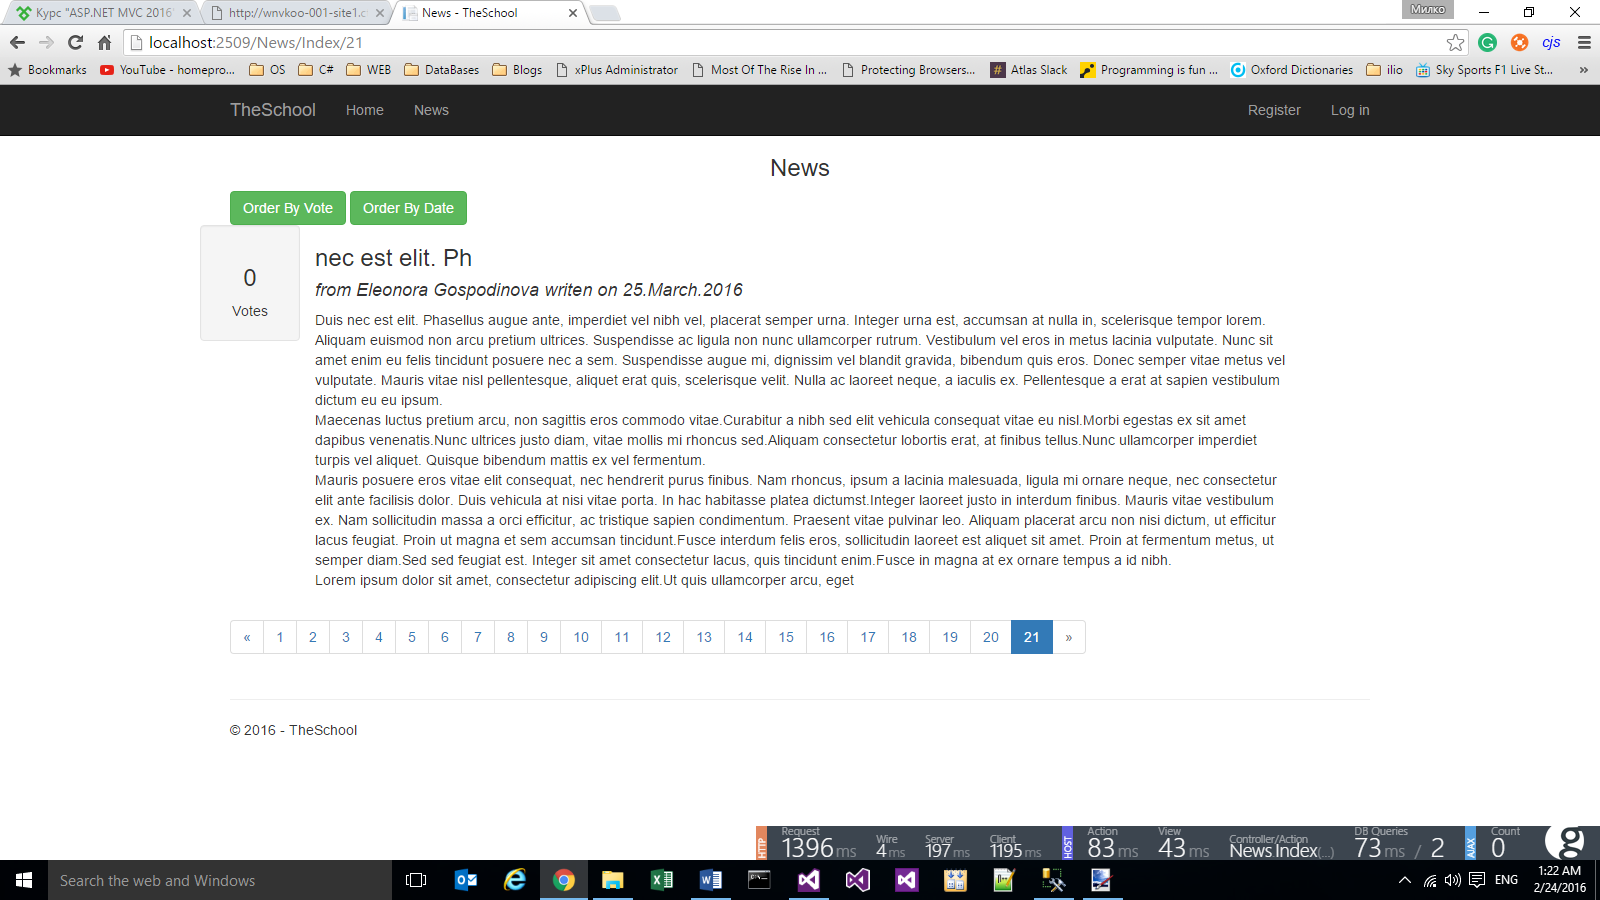 Курс "ASP.NET MVC 2016"
http://wnvkoo-001-site1.c
News - TheSchool
Милко
localhost:2509/News/Index/21
cjs
Bookmarks
YouTube - homepro...
OS
C#
WEB
DataBases
Blogs
xPlus Administrator
Most Of The Rise In ...
Protecting Browsers...
Atlas Slack
Programming is fun ...
Oxford Dictionaries
ilio
Sky Sports F1 Live St...
»
TheSchool
Home
News
Register
Log in
News
Order By Vote
Order By Date
0
Votes
nec est elit. Ph
from Eleonora Gospodinova writen on 25.March.2016
Duis nec est elit. Phasellus augue ante, imperdiet vel nibh vel, placerat semper urna. Integer urna est, accumsan at nulla in, scelerisque tempor lorem.
Aliquam euismod non arcu pretium ultrices. Suspendisse ac ligula non nunc ullamcorper rutrum. Vestibulum vel eros in metus lacinia vulputate. Nunc sit
amet enim eu felis tincidunt posuere nec a sem. Suspendisse augue mi, dignissim vel blandit gravida, bibendum quis eros. Donec semper vitae metus vel
vulputate. Mauris vitae nisl pellentesque, aliquet erat quis, scelerisque velit. Nulla ac laoreet neque, a iaculis ex. Pellentesque a erat at sapien vestibulum
dictum eu eu ipsum.
Maecenas luctus pretium arcu, non sagittis eros commodo vitae.Curabitur a nibh sed elit vehicula consequat vitae eu nisl.Morbi egestas ex sit amet
dapibus venenatis.Nunc ultrices justo diam, vitae mollis mi rhoncus sed.Aliquam consectetur lobortis erat, at finibus tellus.Nunc ullamcorper imperdiet
turpis vel aliquet. Quisque bibendum mattis ex vel fermentum.
Mauris posuere eros vitae elit consequat, nec hendrerit purus finibus. Nam rhoncus, ipsum a lacinia malesuada, ligula mi ornare neque, nec consectetur
elit ante facilisis dolor. Duis vehicula at nisi vitae porta. In hac habitasse platea dictumst.Integer laoreet justo in interdum finibus. Mauris vitae vestibulum
ex. Nam sollicitudin massa a orci efficitur, ac tristique sapien condimentum. Praesent vitae pulvinar leo. Aliquam placerat arcu non nisi dictum, ut efficitur
lacus feugiat. Proin ut magna et sem accumsan tincidunt.Fusce interdum felis eros, sollicitudin laoreet est aliquet sit amet. Proin at fermentum metus, ut
semper diam.Sed sed feugiat est. Integer sit amet consectetur lacus, quis tincidunt enim.Fusce in magna at ex ornare tempus a id nibh.
Lorem ipsum dolor sit amet, consectetur adipiscing elit.Ut quis ullamcorper arcu, eget
« 1 2 3 4 5 6 7 8 9 10 11 12 13 14 15 16 17 18 19 20 21 »
© 2016 - TheSchool
HTTP
Request
1396 ms
Wire
4 ms
Server
197 ms
Client
1195 ms
HOST
Action
83 ms
View
43 ms
Controller/Action
News.Index(...)
DB Queries
73 ms / 2
AJAX
Count
0
g
Search the web and Windows
ENG
1:22 AM
2/24/2016